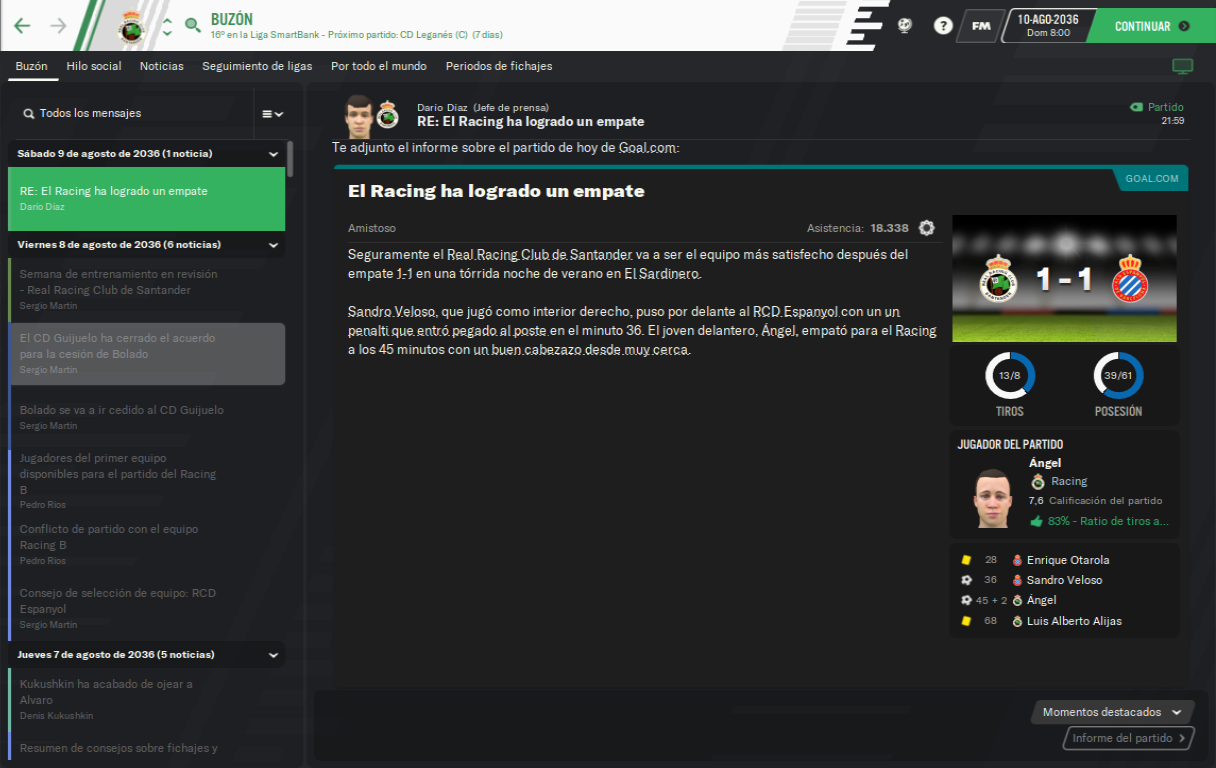 BUZÓN
16º en la Liga SmartBank - Próximo partido: CD Leganés (C) (7 días)
?
FM
10-AGO-2036
Dom 8:00
CONTINUAR
Buzón Hilo social Noticias Seguimiento de ligas Por todo el mundo Periodos de fichajes
Todos los mensajes
Sábado 9 de agosto de 2036 (1 noticia)
RE: El Racing ha logrado un empate
Darío Díaz
Viernes 8 de agosto de 2036 (6 noticias)
Semana de entrenamiento en revisión
- Real Racing Club de Santander
Sergio Martín
El CD Guijuelo ha cerrado el acuerdo
para la cesión de Bolado
Sergio Martín
Bolado se va a ir cedido al CD Guijuelo
Sergio Martín
Jugadores del primer equipo
disponibles para el partido del Racing
B
Pedro Ríos
Conflicto de partido con el equipo
Racing B
Pedro Ríos
Consejo de selección de equipo: RCD
Espanyol
Sergio Martín
Jueves 7 de agosto de 2036 (5 noticias)
Kukushkin ha acabado de ojear a
Alvaro
Denis Kukushkin
Resumen de consejos sobre fichajes y
Darío Díaz (Jefe de prensa)
RE: El Racing ha logrado un empate
Partido
21:59
Te adjunto el informe sobre el partido de hoy de Goal.com:
GOAL.COM
El Racing ha logrado un empate
Amistoso
Asistencia: 18.338
Seguramente el Real Racing Club de Santander va a ser el equipo más satisfecho después del
empate 1-1 en una tórrida noche de verano en El Sardinero.
Sandro Veloso, que jugó como interior derecho, puso por delante al RCD Espanyol con un un
penalti que entró pegado al poste en el minuto 36. El joven delantero, Ángel, empató para el Racing
a los 45 minutos con un buen cabezazo desde muy cerca.
1 - 1
13/8
39/61
TIROS
POSESIÓN
JUGADOR DEL PARTIDO
Ángel
Racing
7,6 Calificación del partido
83% - Ratio de tiros a...
28 Enrique Otarola
36 Sandro Veloso
45 + 2 Ángel
68 Luis Alberto Alijas
Momentos destacados
Informe del partido